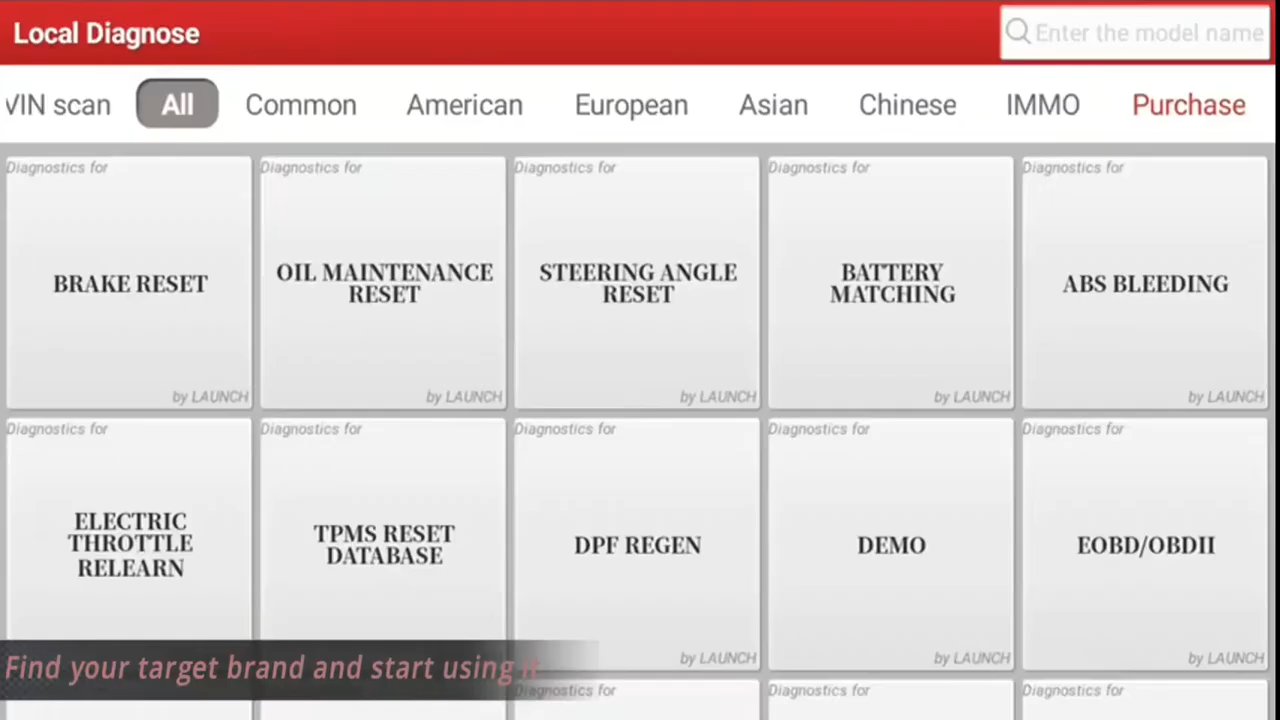 Local Diagnose
Enter the model name
VIN scan All Common American European Asian Chinese IMMO Purchase
Diagnostics for
BRAKE RESET
by LAUNCH
Diagnostics for
OIL MAINTENANCE
RESET
by LAUNCH
Diagnostics for
STEERING ANGLE
RESET
by LAUNCH
Diagnostics for
BATTERY
MATCHING
by LAUNCH
Diagnostics for
ABS BLEEDING
by LAUNCH
Diagnostics for
ELECTRIC
THROTTLE
RELEARN
Diagnostics for
TPMS RESET
DATABASE
Diagnostics for
DPF REGEN
by LAUNCH
Diagnostics for
DEMO
by LAUNCH
Diagnostics for
EOBD/OBDII
by LAUNCH
Find your target brand and start using it
Diagnostics for
Diagnostics for
Diagnostics for